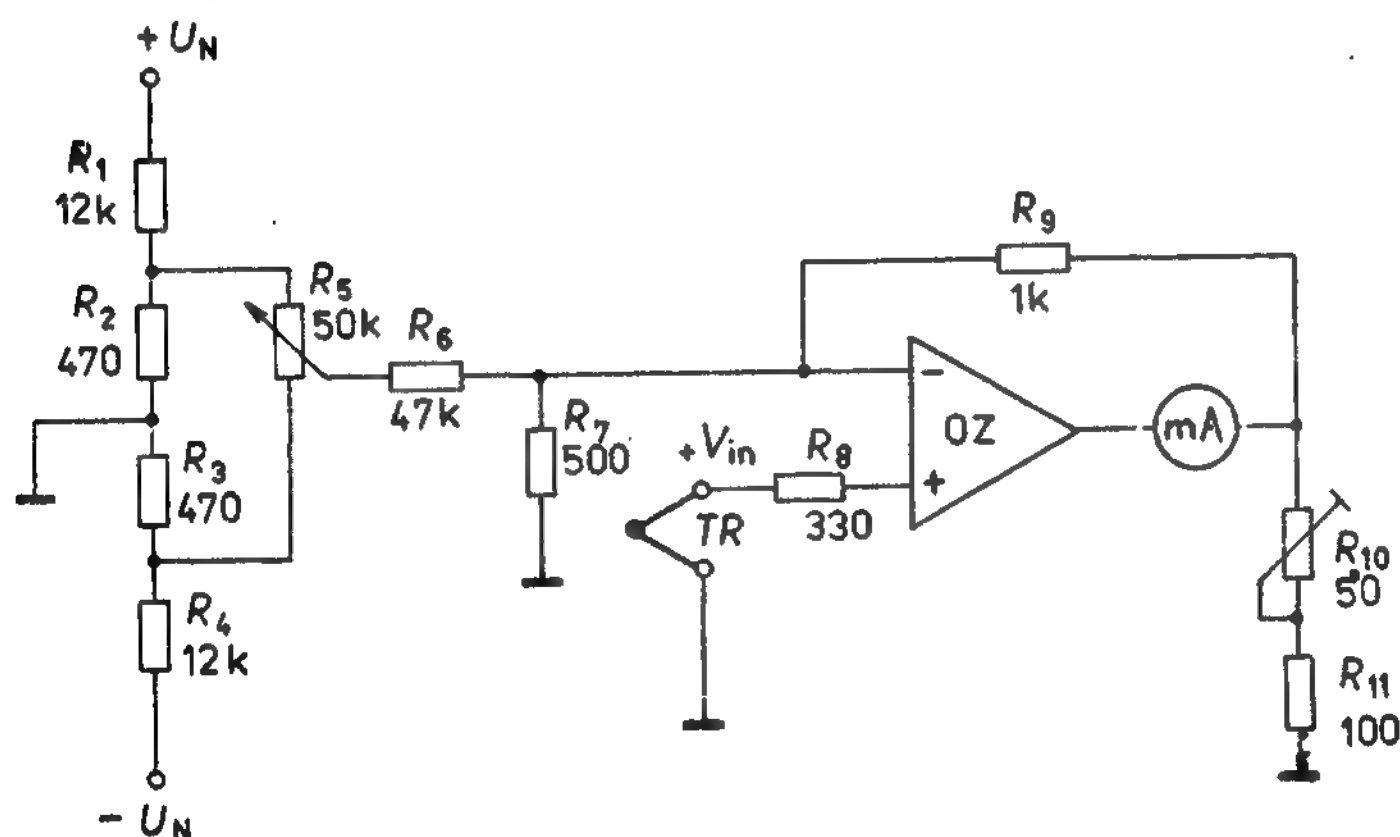 + U_N
R_1
12k
R_2
470
R_3
470
R_4
12k
- U_N
R_5
50k
R_6
47k
R_7
500
+V_in
TR
R_8
330
-
+
OZ
R_9
1k
mA
R_10
50
R_11
100